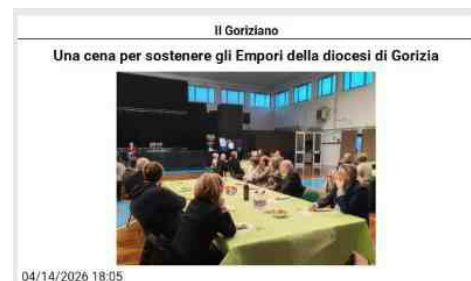 Il Goriziano
Una cena per sostenere gli Empori della diocesi di Gorizia
04/14/2026 18:05